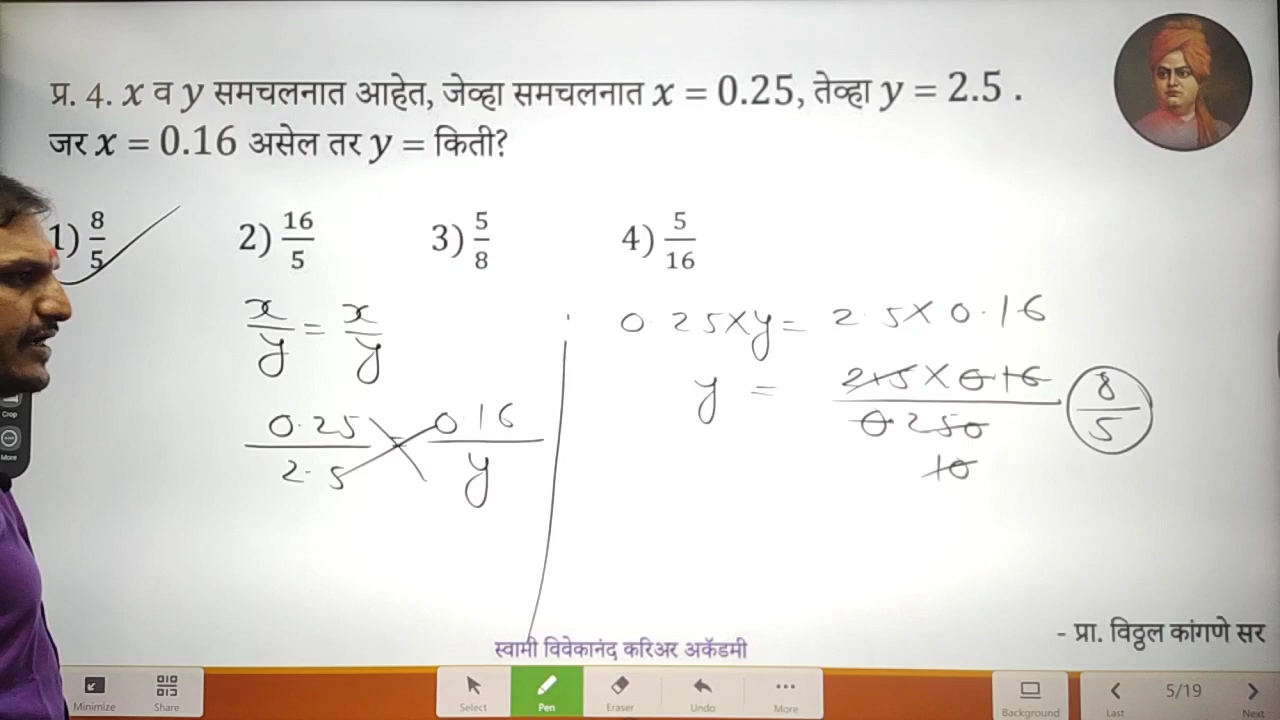 प्र. 4. x व y समचलनात आहेत, जेव्हा समचलनात x = 0.25, तेव्हा y = 2.5 .
जर x = 0.16 असेल तर y = किती?
1) 8/5 2) 16/5 3) 5/8 4) 5/16
x/y = x/y
0.25/2.5 = 0.16/y
0.25×y = 2.5×0.16
y = 2.5×0.16/0.250 8/5
10
- प्रा. विठ्ठल कांगणे सर
स्वामी विवेकानंद करिअर अकॅडमी
Crop
More
Minimize Share Select Pen Eraser Undo More Background Last 5/19 Next